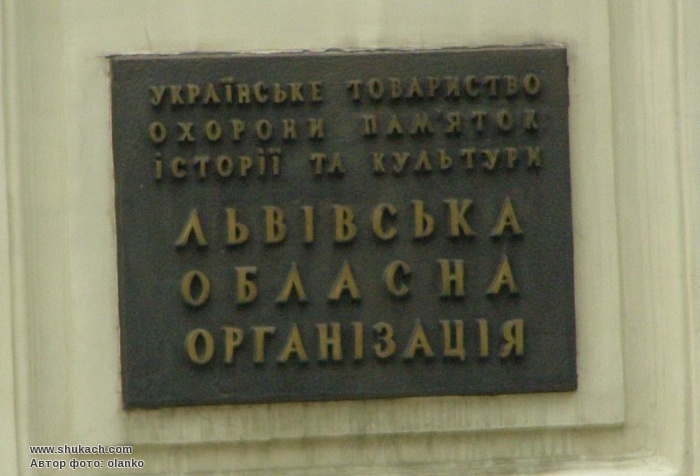 УКРАЇНСЬКЕ ТОВАРИСТВО
ОХОРОНИ ПАМ'ЯТОК
ІСТОРІЇ ТА КУЛЬТУРИ
ЛЬВІВСЬКА
ОБЛАСНА
ОРГАНІЗАЦІЯ
www.shukach.com
Автор фото: olanko